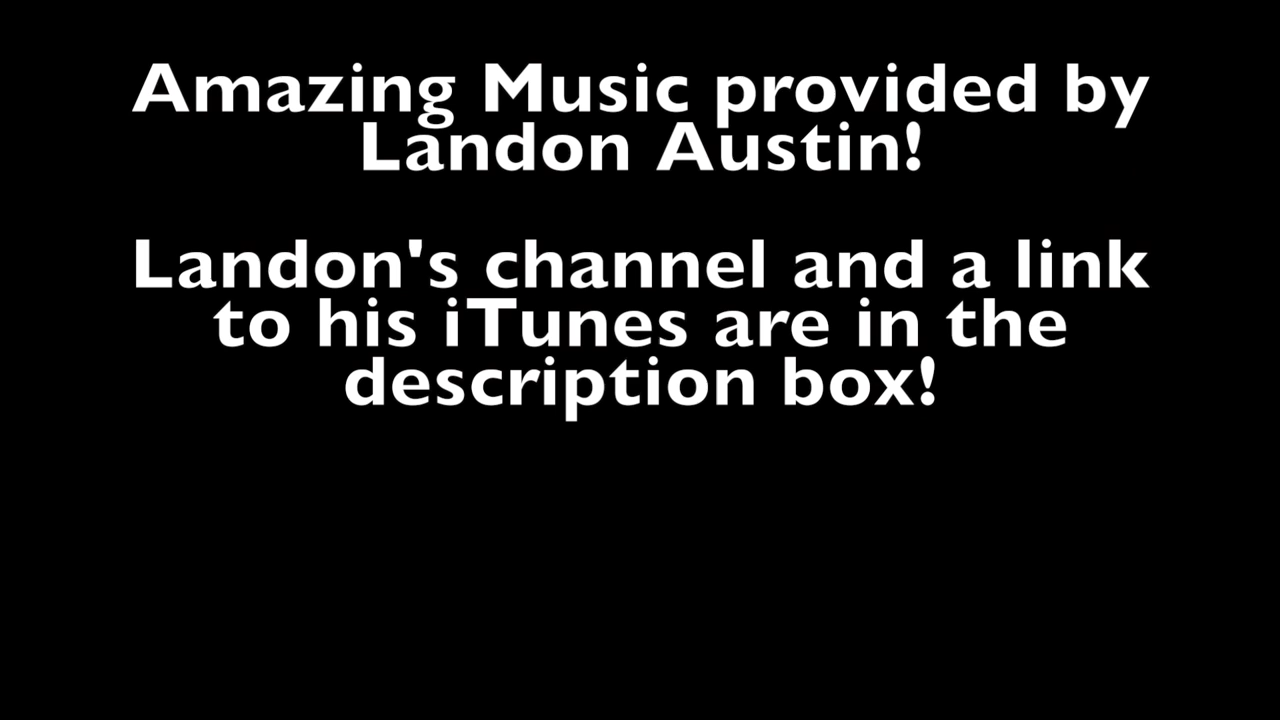 Amazing Music provided by
Landon Austin!
Landon's channel and a link
to his iTunes are in the
description box!